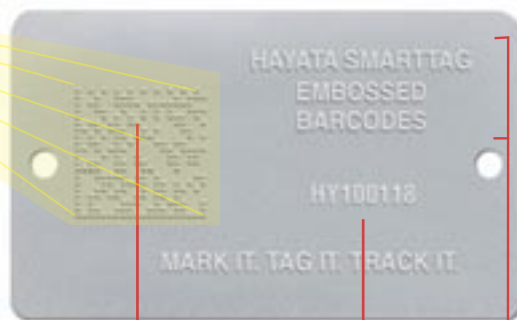 HAYATA SMARTTAG
EMBOSSED
BARCODES
HY100118
MARK IT. TAG IT. TRACK IT.